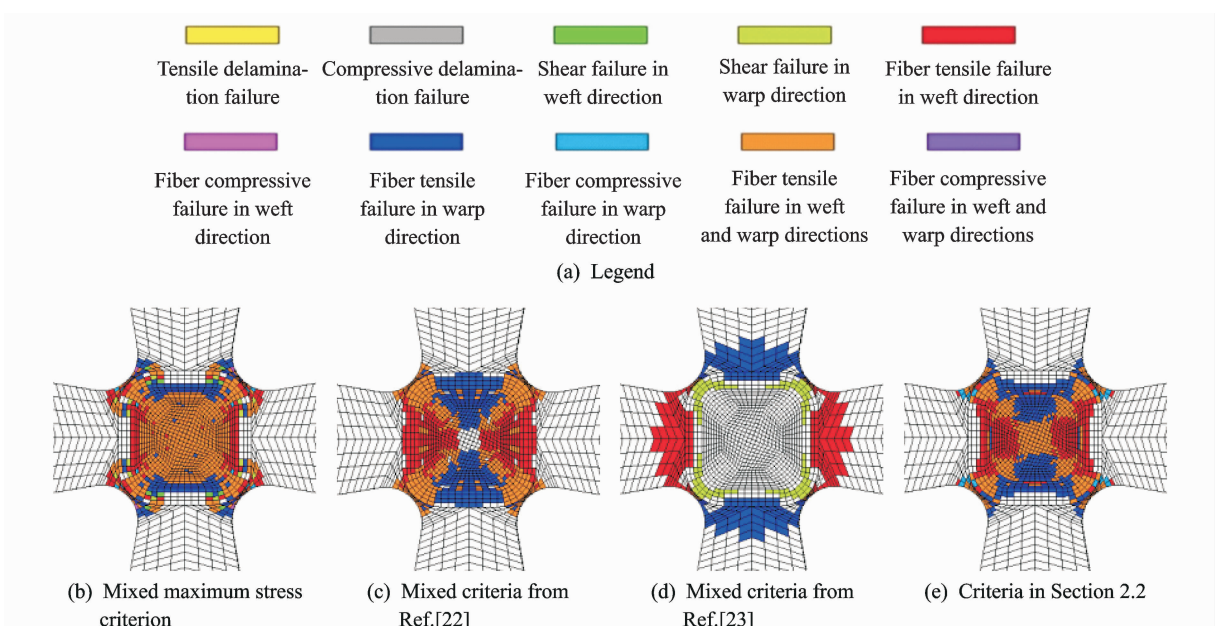 Tensile delamina-
tion failure
Compressive delamina-
tion failure
Shear failure in
weft direction
Shear failure in
warp direction
Fiber tensile failure
in weft direction
Fiber compressive
failure in weft
direction
Fiber tensile
failure in warp
direction
Fiber compressive
failure in warp
direction
Fiber tensile
failure in weft
and warp directions
Fiber compressive
failure in weft and
warp directions
(a) Legend
(b) Mixed maximum stress
criterion
(c) Mixed criteria from
Ref.[22]
(d) Mixed criteria from
Ref.[23]
(e) Criteria in Section 2.2